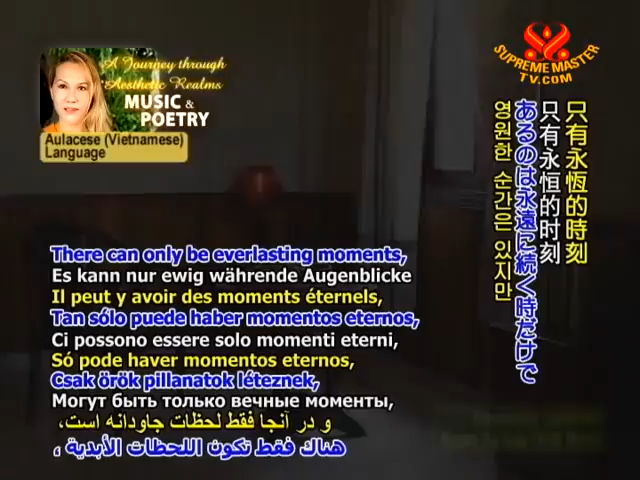 A Journey through
Aesthetic Realms
MUSIC &
POETRY
Aulacese (Vietnamese)
Language
SUPREME MASTER
TV.COM
只有永恆的時刻
只有永恒的时刻
あるのは永遠に続く時だけで
영원한 순간은 있지만
There can only be everlasting moments,
Es kann nur ewig währende Augenblicke
Il peut y avoir des moments éternels,
Tan sólo puede haber momentos eternos,
Ci possono essere solo momenti eterni,
Só pode haver momentos eternos,
Csak örök pillanatok léteznek,
Могут быть только вечные моменты,
و در آنجا فقط لحظات جاودانه است،
هناك فقط تكون اللحظات الأبدية ،